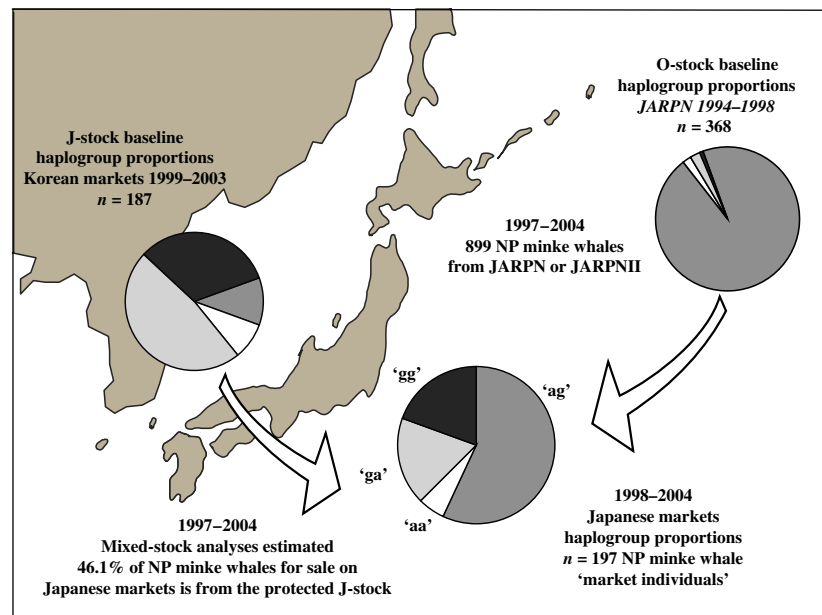 O-stock baseline
haplogroup proportions
JARPN 1994–1998
n = 368
J-stock baseline
haplogroup proportions
Korean markets 1999–2003
n = 187
1997–2004
899 NP minke whales
from JARPN or JARPNII
‘gg’
‘ag’
‘ga’
‘aa’
1997–2004
Mixed-stock analyses estimated
46.1% of NP minke whales for sale on
Japanese markets is from the protected J-stock
1998–2004
Japanese markets
haplogroup proportions
n = 197 NP minke whale
‘market individuals’